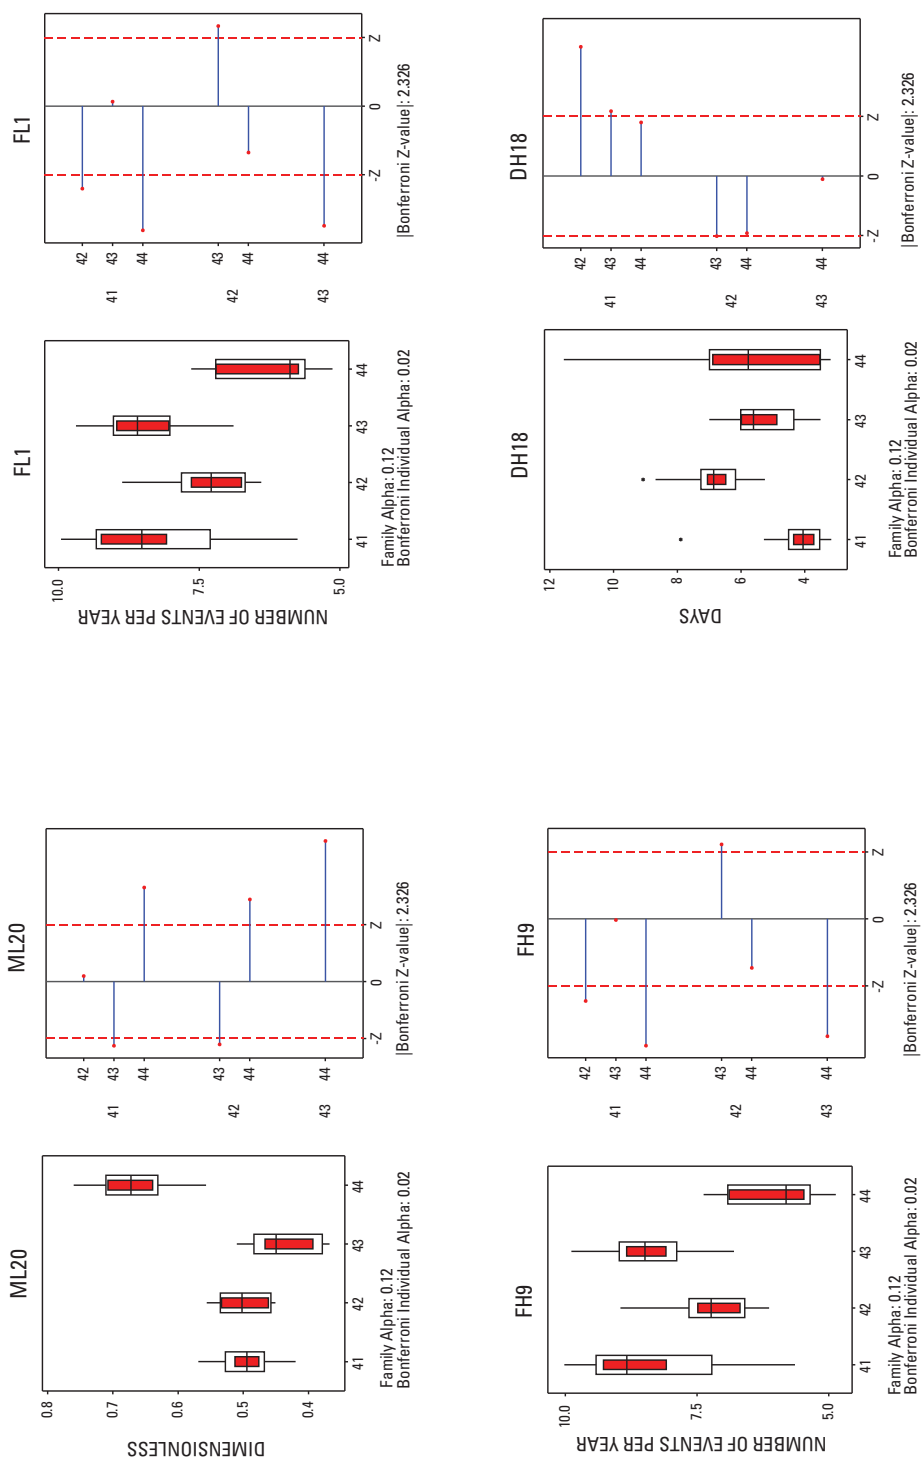 FL1
10.0
7.5
5.0
NUMBER OF EVENTS PER YEAR
41
42
43
44
Family Alpha: 0.12
Bonferroni Individual Alpha: 0.02
FL1
42
43
44
41
43
44
42
44
43
-Z
0
Z
|Bonferroni Z-value|: 2.326
DH18
12
10
8
6
4
DAYS
41
42
43
44
Family Alpha: 0.12
Bonferroni Individual Alpha: 0.02
DH18
42
43
44
41
43
44
42
44
43
-Z
0
Z
|Bonferroni Z-value|: 2.326
ML20
0.8
0.7
0.6
0.5
0.4
DIMENSIONLESS
41
42
43
44
Family Alpha: 0.12
Bonferroni Individual Alpha: 0.02
ML20
42
43
44
41
43
44
42
44
43
-Z
0
Z
|Bonferroni Z-value|: 2.326
FH9
10.0
7.5
5.0
NUMBER OF EVENTS PER YEAR
41
42
43
44
Family Alpha: 0.12
Bonferroni Individual Alpha: 0.02
FH9
42
43
44
41
43
44
42
44
43
-Z
0
Z
|Bonferroni Z-value|: 2.326